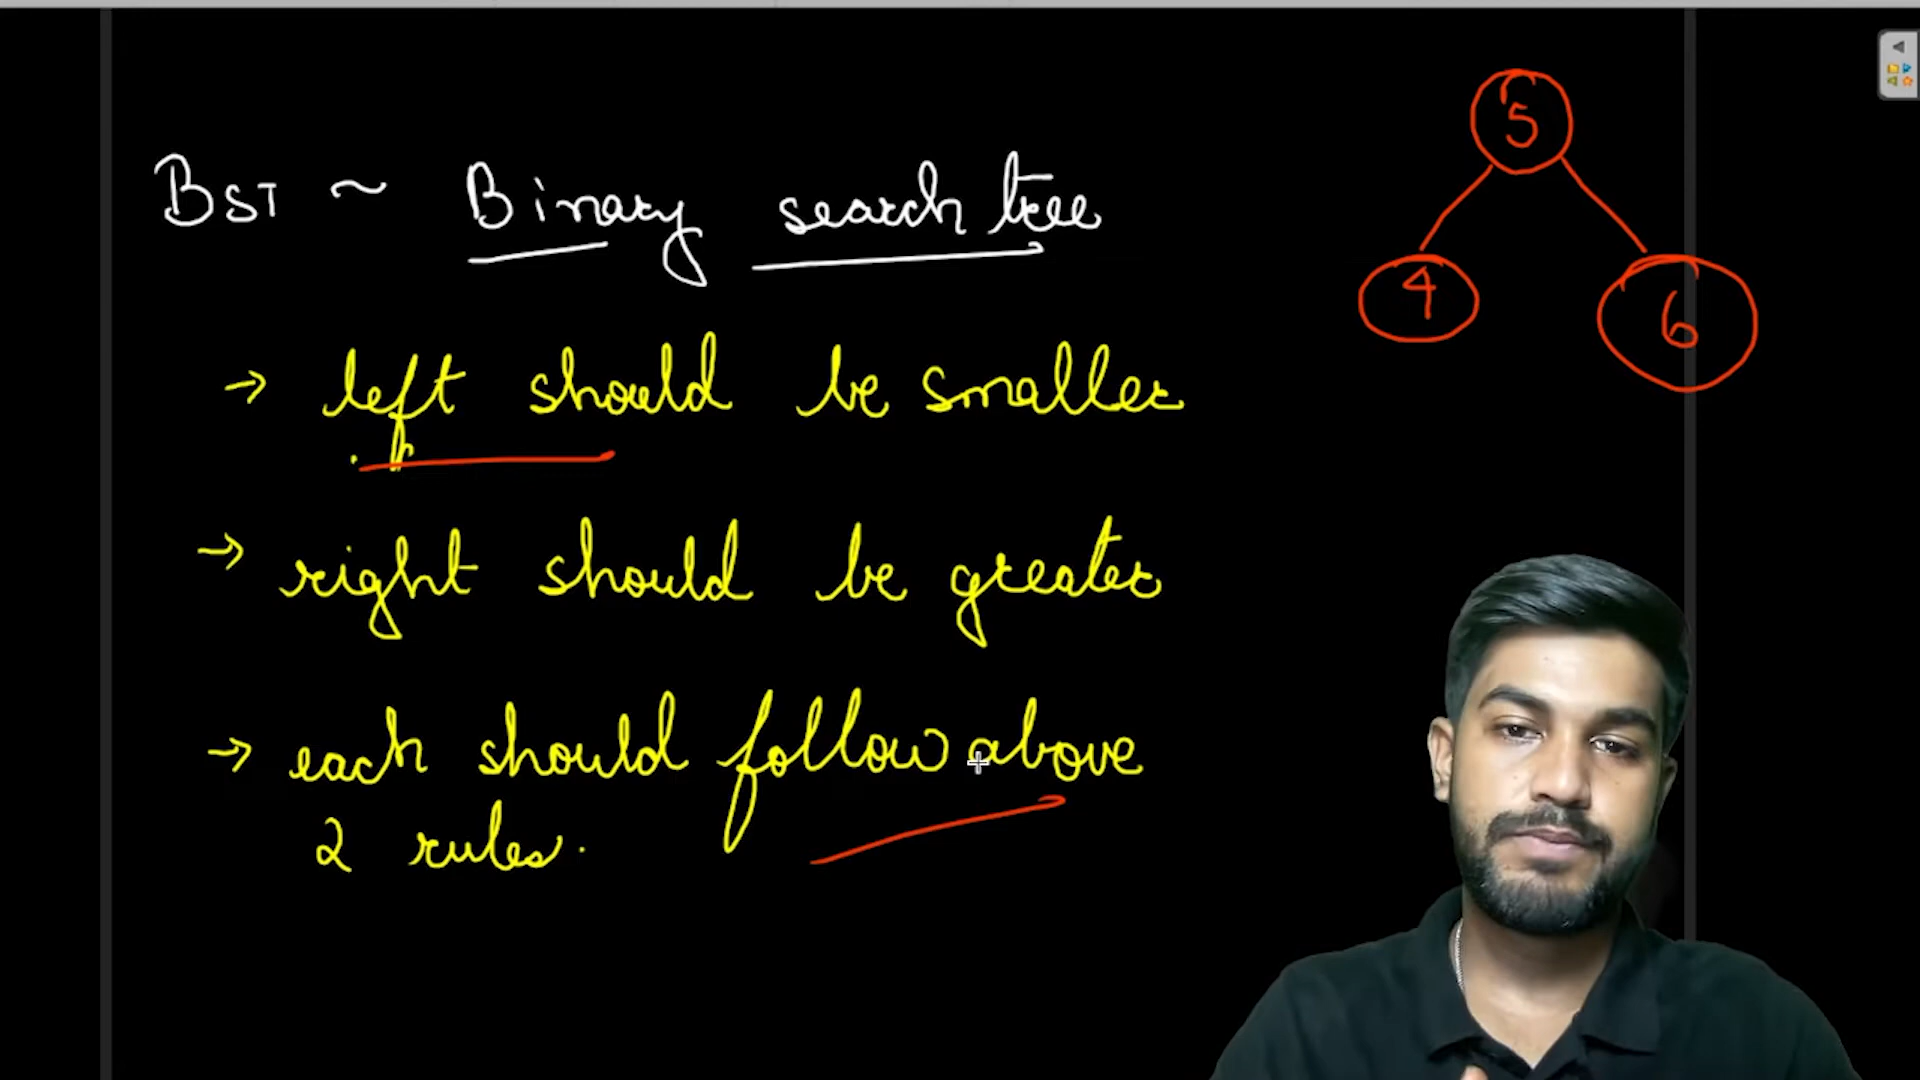 BST ~ Binary search tree
→ left should be smaller
→ right should be greater
→ each should follow above
2 rules.
5
4
6